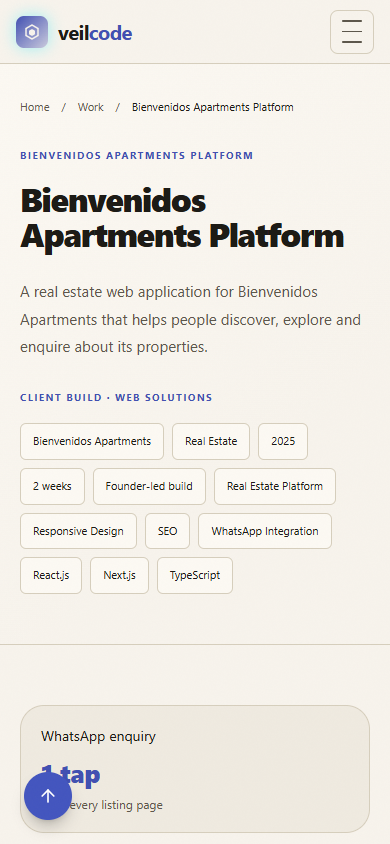 veilcode
Home / Work / Bienvenidos Apartments Platform
BIENVENIDOS APARTMENTS PLATFORM
Bienvenidos
Apartments Platform
A real estate web application for Bienvenidos
Apartments that helps people discover, explore and
enquire about its properties.
CLIENT BUILD · WEB SOLUTIONS
Bienvenidos Apartments Real Estate 2025
2 weeks Founder-led build Real Estate Platform
Responsive Design SEO WhatsApp Integration
React.js Next.js TypeScript
WhatsApp enquiry
1 tap
every listing page